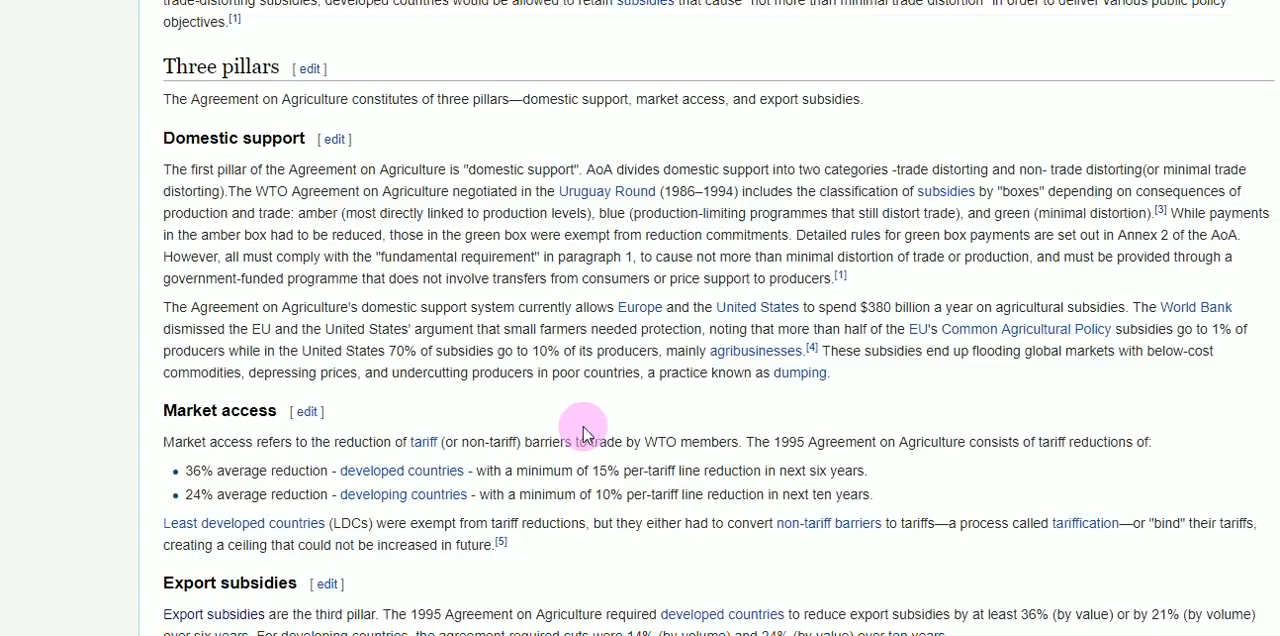 trade-distorting subsidies, developed countries would be allowed to retain subsidies that cause "not more than minimal trade distortion" in order to deliver various public policy
objectives.[1]
Three pillars [ edit ]
The Agreement on Agriculture constitutes of three pillars—domestic support, market access, and export subsidies.
Domestic support [ edit ]
The first pillar of the Agreement on Agriculture is "domestic support". AoA divides domestic support into two categories -trade distorting and non- trade distorting(or minimal trade
distorting).The WTO Agreement on Agriculture negotiated in the Uruguay Round (1986–1994) includes the classification of subsidies by "boxes" depending on consequences of
production and trade: amber (most directly linked to production levels), blue (production-limiting programmes that still distort trade), and green (minimal distortion).[3] While payments
in the amber box had to be reduced, those in the green box were exempt from reduction commitments. Detailed rules for green box payments are set out in Annex 2 of the AoA.
However, all must comply with the "fundamental requirement" in paragraph 1, to cause not more than minimal distortion of trade or production, and must be provided through a
government-funded programme that does not involve transfers from consumers or price support to producers.[1]
The Agreement on Agriculture's domestic support system currently allows Europe and the United States to spend $380 billion a year on agricultural subsidies. The World Bank
dismissed the EU and the United States' argument that small farmers needed protection, noting that more than half of the EU's Common Agricultural Policy subsidies go to 1% of
producers while in the United States 70% of subsidies go to 10% of its producers, mainly agribusinesses.[4] These subsidies end up flooding global markets with below-cost
commodities, depressing prices, and undercutting producers in poor countries, a practice known as dumping.
Market access [ edit ]
Market access refers to the reduction of tariff (or non-tariff) barriers to trade by WTO members. The 1995 Agreement on Agriculture consists of tariff reductions of:
• 36% average reduction - developed countries - with a minimum of 15% per-tariff line reduction in next six years.
• 24% average reduction - developing countries - with a minimum of 10% per-tariff line reduction in next ten years.
Least developed countries (LDCs) were exempt from tariff reductions, but they either had to convert non-tariff barriers to tariffs—a process called tariffication—or "bind" their tariffs,
creating a ceiling that could not be increased in future.[5]
Export subsidies [ edit ]
Export subsidies are the third pillar. The 1995 Agreement on Agriculture required developed countries to reduce export subsidies by at least 36% (by value) or by 21% (by volume)
over six years. For developing countries, the agreement required cuts were 14% (by volume) and 24% (by value) over ten years.